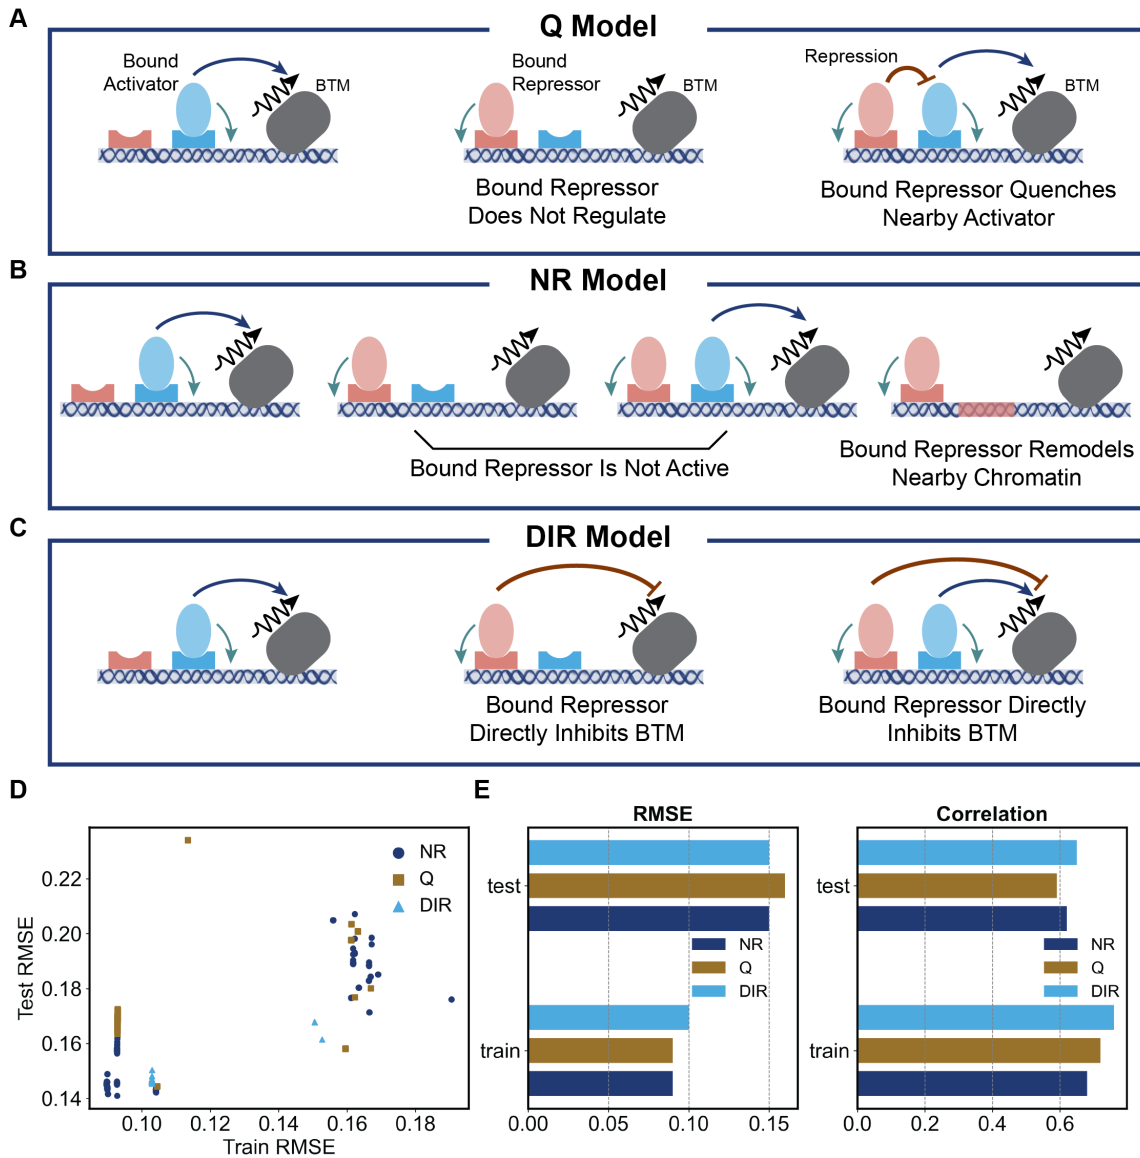 A
Q Model
Bound
Activator
BTM
Bound
Repressor
BTM
Repression
BTM
Bound Repressor
Does Not Regulate
Bound Repressor Quenches
Nearby Activator
B
NR Model
Bound Repressor Is Not Active
Bound Repressor Remodels
Nearby Chromatin
C
DIR Model
Bound Repressor
Directly Inhibits BTM
Bound Repressor Directly
Inhibits BTM
D
NR
Q
DIR
0.22
0.20
0.18
0.16
0.14
Test RMSE
0.10
0.12
0.14
0.16
0.18
Train RMSE
E
RMSE
test
train
NR
Q
DIR
0.00
0.05
0.10
0.15
Correlation
test
train
NR
Q
DIR
0.0
0.2
0.4
0.6